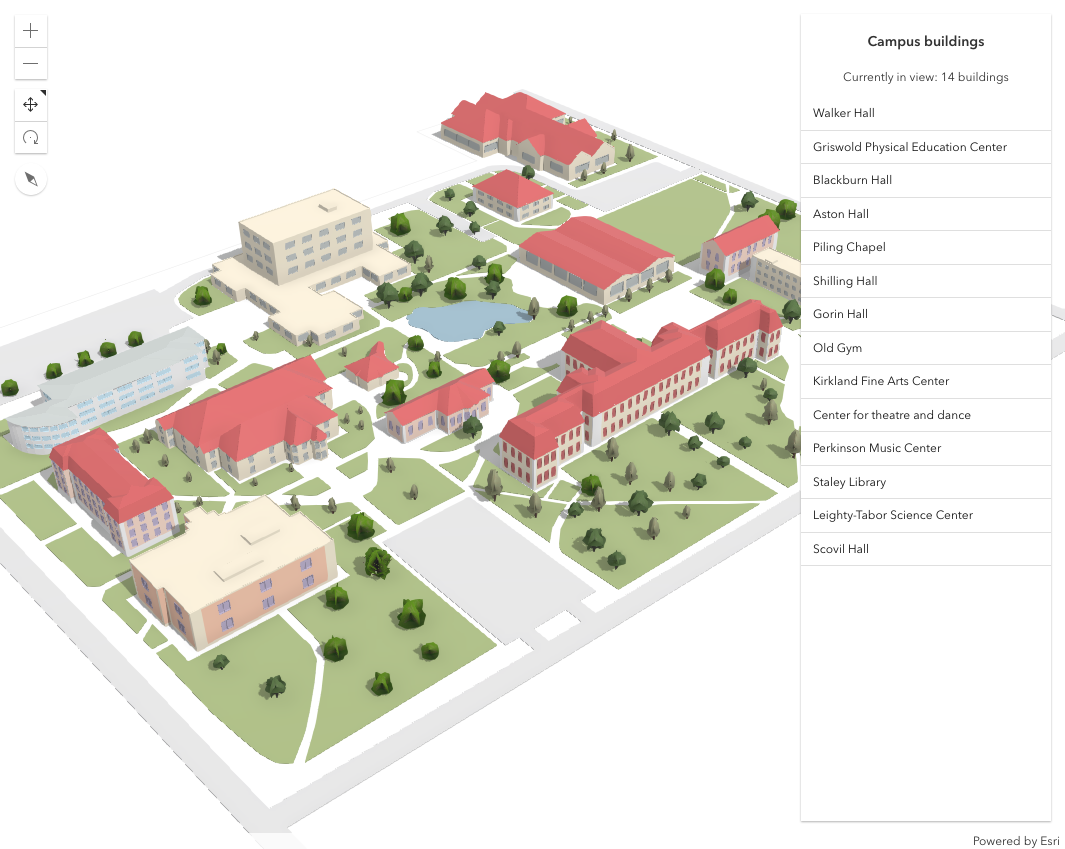 Campus buildings
Currently in view: 14 buildings
Walker Hall
Griswold Physical Education Center
Blackburn Hall
Aston Hall
Piling Chapel
Shilling Hall
Gorin Hall
Old Gym
Kirkland Fine Arts Center
Center for theatre and dance
Perkinson Music Center
Staley Library
Leighty-Tabor Science Center
Scovil Hall
Powered by Esri